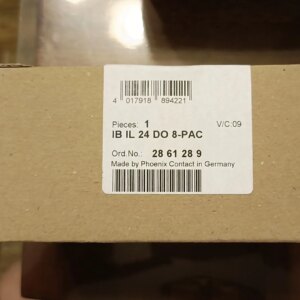 4 017918 894221
Pieces: 1 V/C:09
IB IL 24 DO 8-PAC
Ord.No.: 28 61 28 9
Made by Phoenix Contact in Germany